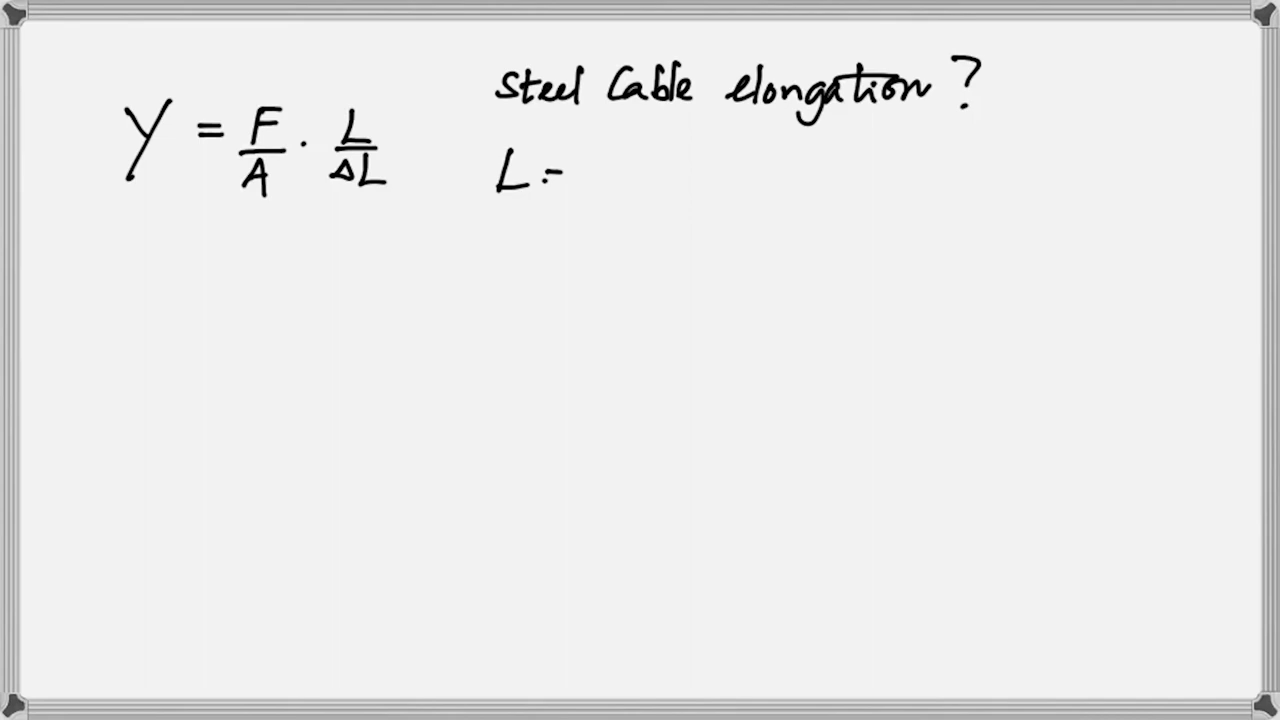 Steel Cable elongation ?
Y = F/A · L/ΔL
L =